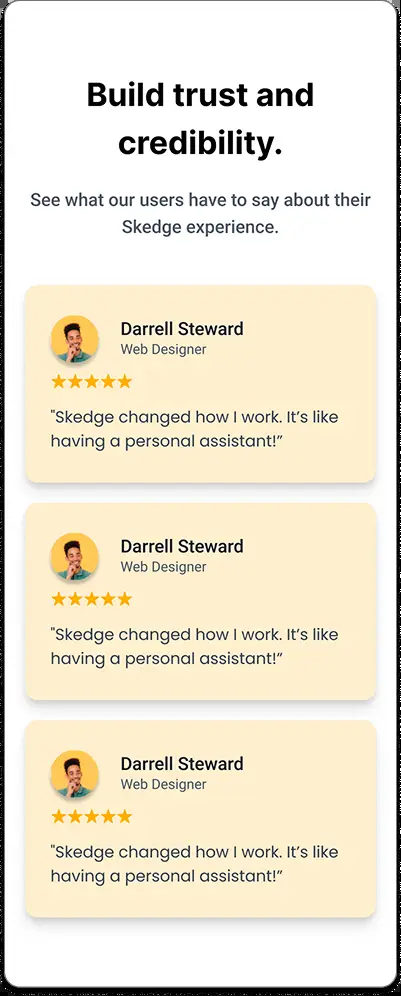 Build trust and
credibility.
See what our users have to say about their
Skedge experience.
Darrell Steward
Web Designer
"Skedge changed how I work. It’s like
having a personal assistant!”
Darrell Steward
Web Designer
"Skedge changed how I work. It’s like
having a personal assistant!”
Darrell Steward
Web Designer
"Skedge changed how I work. It’s like
having a personal assistant!”